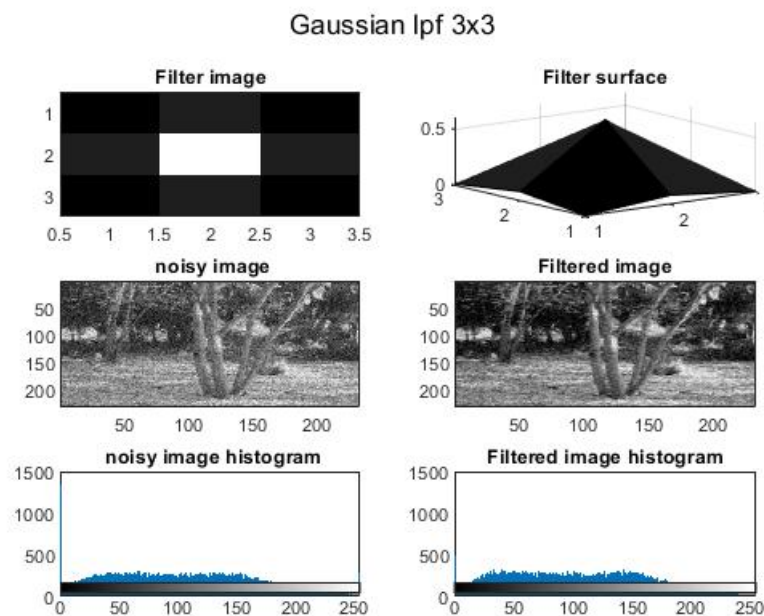 Gaussian lpf 3x3
Filter image
1
2
3
0.5 1 1.5 2 2.5 3 3.5
Filter surface
0.5
0
3
2
1 1
2
noisy image
50
100
150
200
50 100 150 200
Filtered image
50
100
150
200
50 100 150 200
noisy image histogram
1500
1000
500
0
0 50 100 150 200 250
Filtered image histogram
1500
1000
500
0
0 50 100 150 200 250